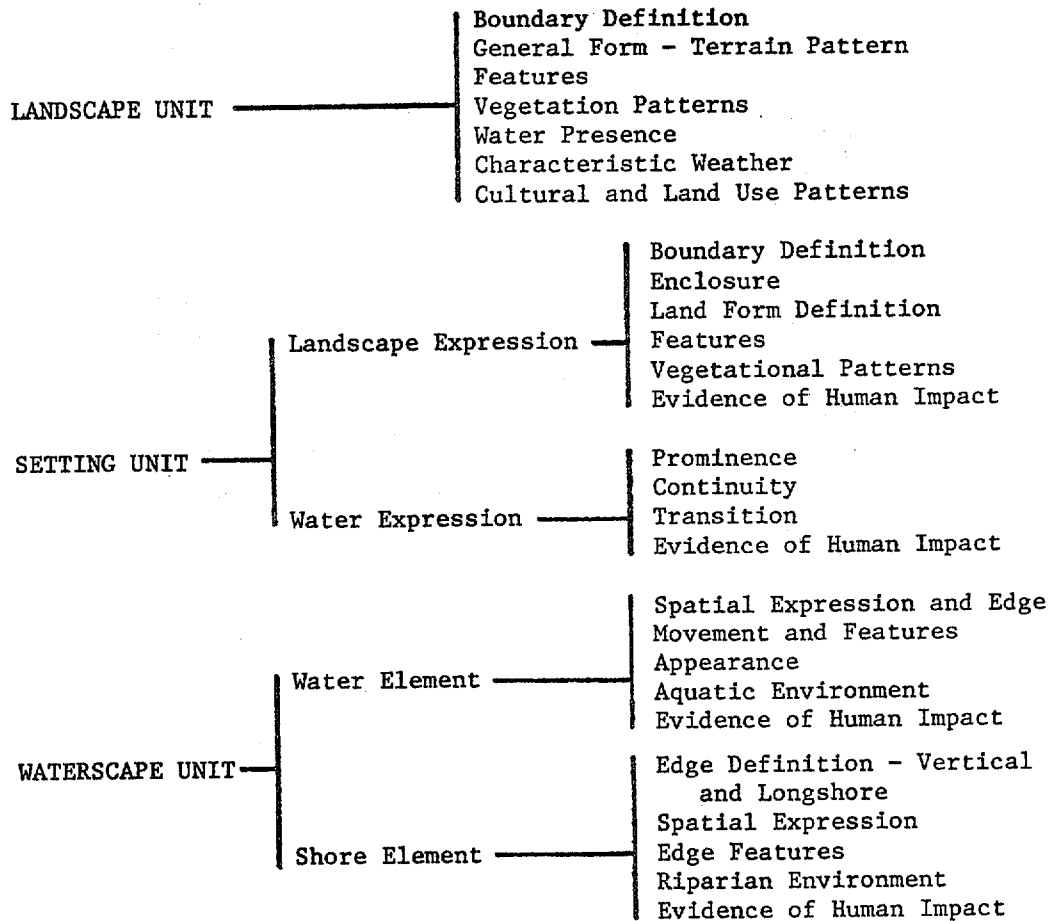 LANDSCAPE UNIT
Boundary Definition
General Form - Terrain Pattern
Features
Vegetation Patterns
Water Presence
Characteristic Weather
Cultural and Land Use Patterns
SETTING UNIT
Landscape Expression
Boundary Definition
Enclosure
Land Form Definition
Features
Vegetational Patterns
Evidence of Human Impact
Water Expression
Prominence
Continuity
Transition
Evidence of Human Impact
WATERSCAPE UNIT
Water Element
Spatial Expression and Edge
Movement and Features
Appearance
Aquatic Environment
Evidence of Human Impact
Shore Element
Edge Definition - Vertical
and Longshore
Spatial Expression
Edge Features
Riparian Environment
Evidence of Human Impact